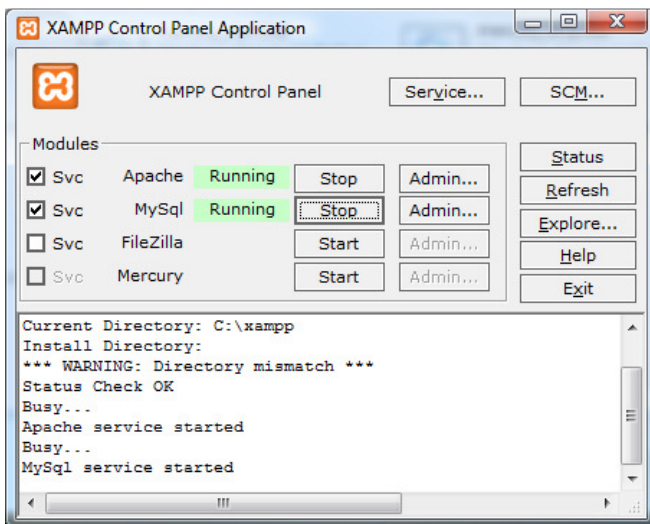 XAMPP Control Panel Application
XAMPP Control Panel Service... SCM...
Modules
Svc Apache Running Stop Admin...
Svc MySql Running Stop Admin...
Svc FileZilla Start Admin...
Svc Mercury Start Admin...
Status
Refresh
Explore...
Help
Exit
Current Directory: C:\xampp
Install Directory:
*** WARNING: Directory mismatch ***
Status Check OK
Busy...
Apache service started
Busy...
MySql service started